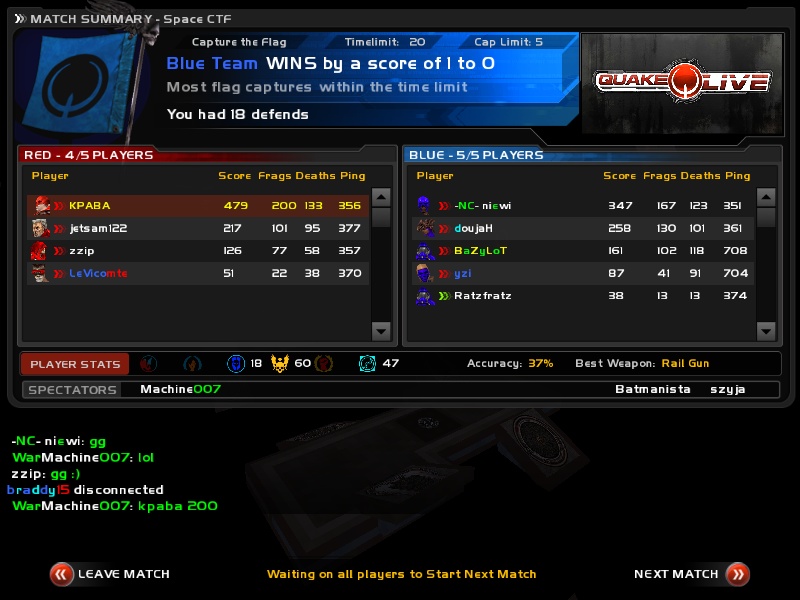 MATCH SUMMARY - Space CTF
Capture the Flag Timelimit: 20 Cap Limit: 5
Blue Team WINS by a score of 1 to 0
Most flag captures within the time limit
You had 18 defends
QUAKE LIVE
RED - 4/5 PLAYERS
Player Score Frags Deaths Ping
KPABA 479 200 133 356
jetsam122 217 101 95 377
zzip 126 77 58 357
LeVicomte 51 22 38 370
BLUE - 5/5 PLAYERS
Player Score Frags Deaths Ping
-NC- niewi 347 167 123 351
doujaH 258 130 101 361
BaZyLoT 161 102 118 708
yzi 87 41 91 704
Ratzfratz 38 13 13 374
PLAYER STATS 18 60 47 Accuracy: 37% Best Weapon: Rail Gun
SPECTATORS Machine007 Batmanista szyja
-NC- niewi: gg
WarMachine007: lol
zzip: gg :)
braddy15 disconnected
WarMachine007: kpaba 200
LEAVE MATCH Waiting on all players to Start Next Match NEXT MATCH